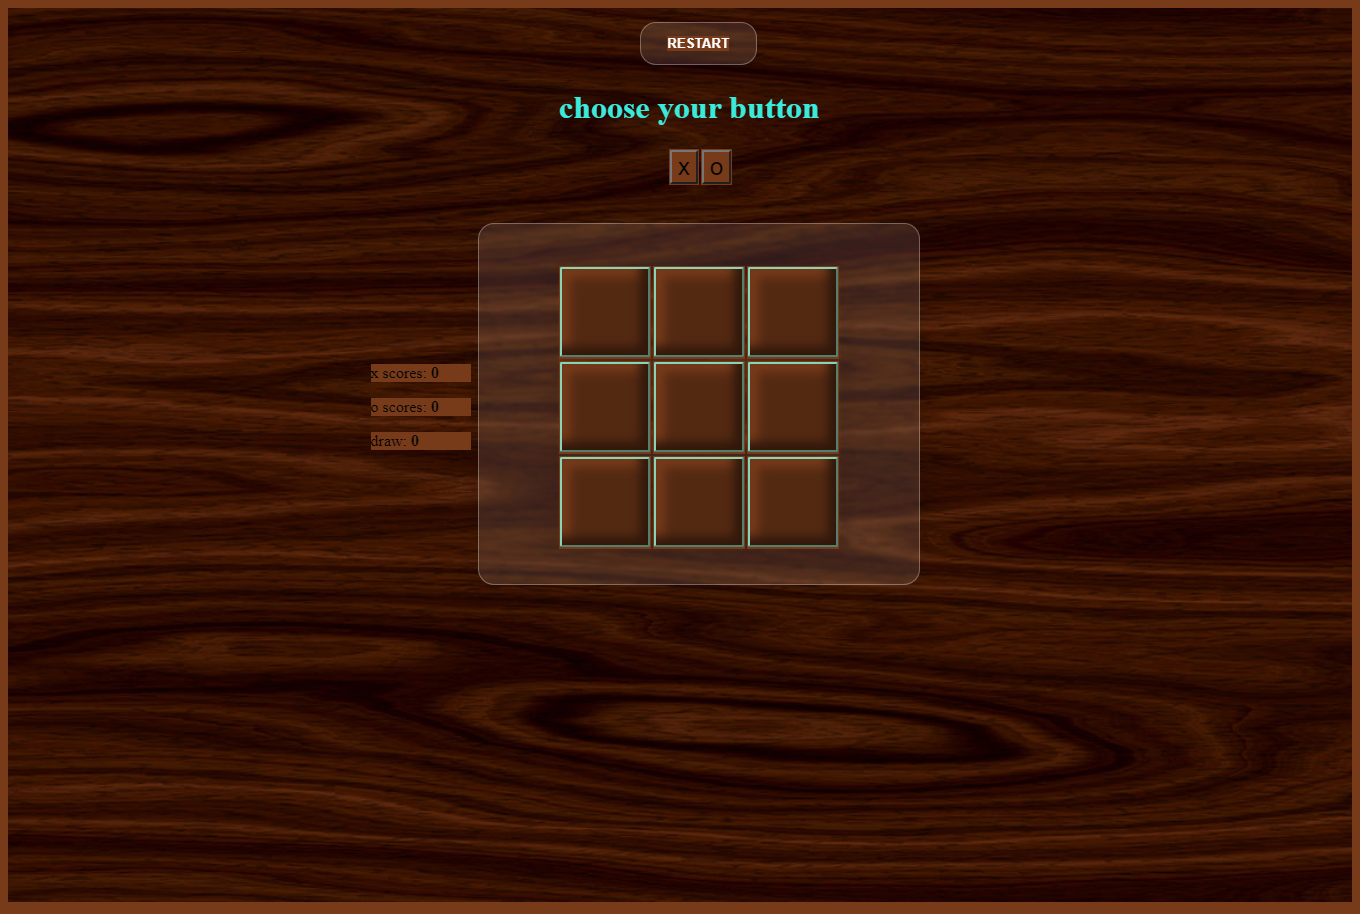 RESTART
choose your button
X O
x scores: 0
o scores: 0
draw: 0